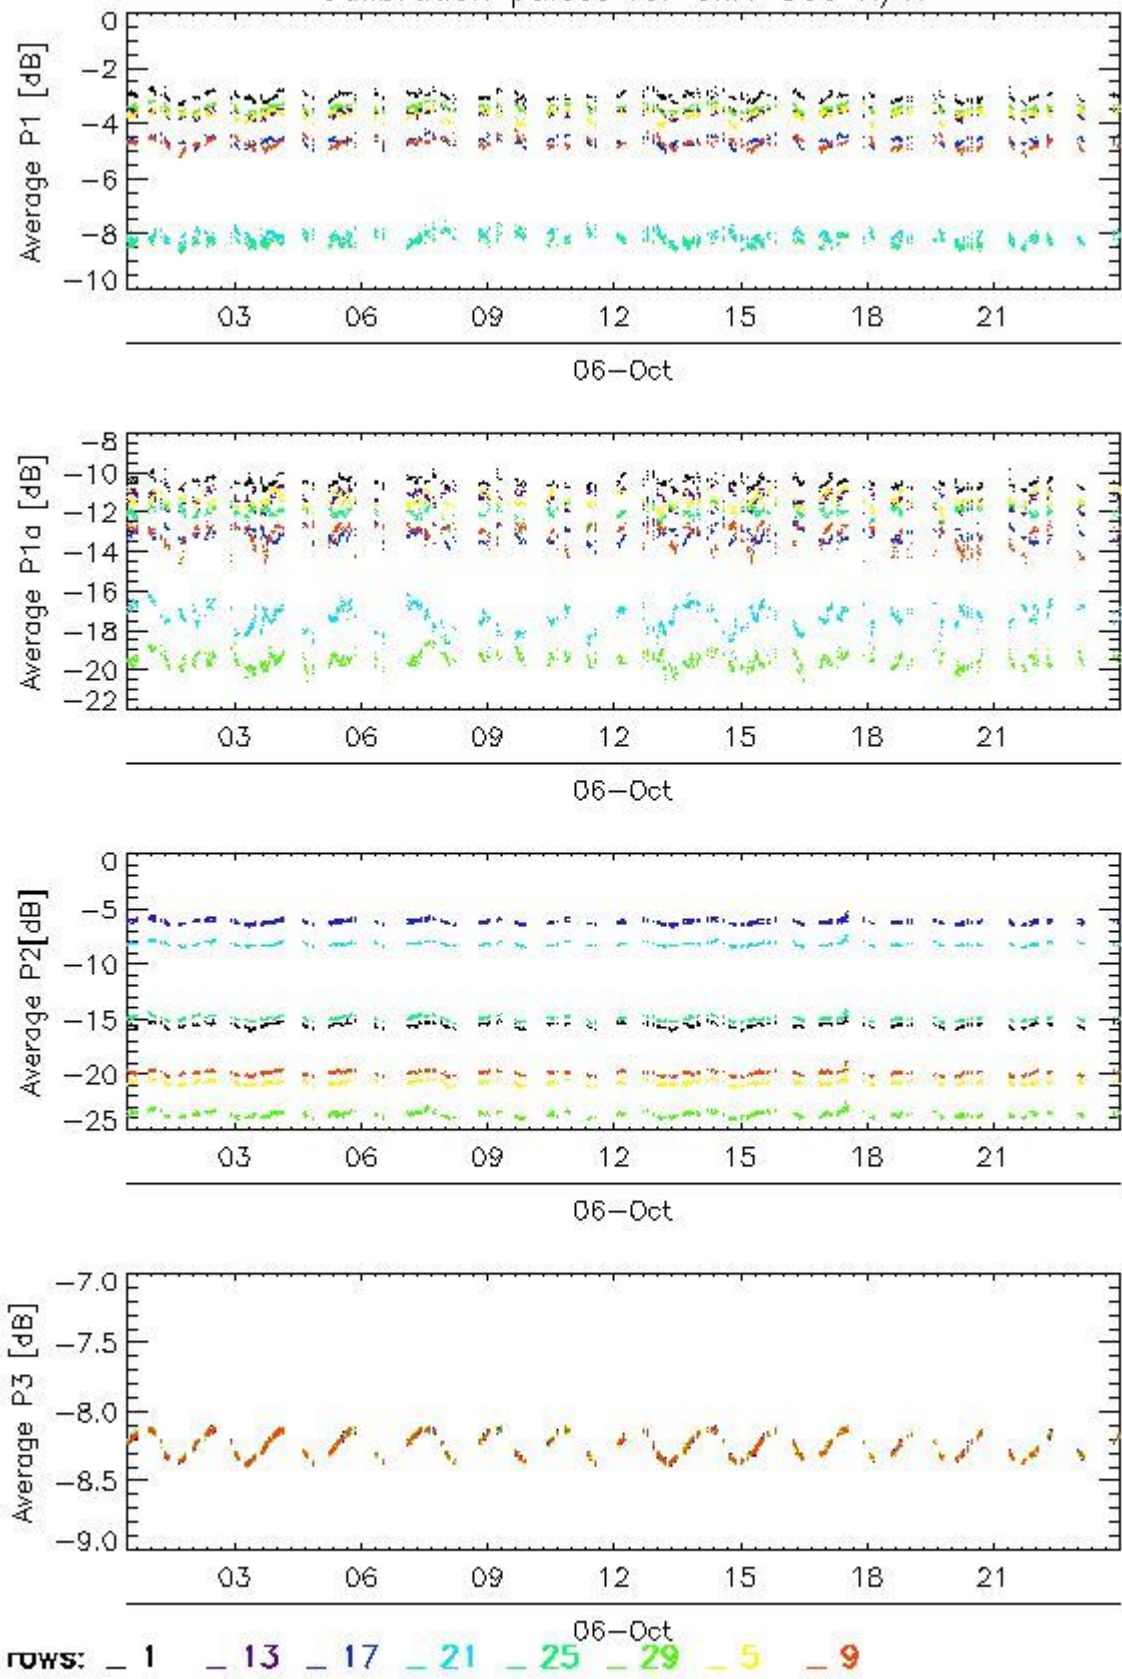 0
-2
-4
-6
-8
-10
Average P1 [dB]
03 06 09 12 15 18 21
06-Oct
-8
-10
-12
-14
-16
-18
-20
-22
Average P1a [dB]
03 06 09 12 15 18 21
06-Oct
0
-5
-10
-15
-20
-25
Average P2[dB]
03 06 09 12 15 18 21
06-Oct
-7.0
-7.5
-8.0
-8.5
-9.0
Average P3 [dB]
03 06 09 12 15 18 21
06-Oct
rows: _ 1 _ 13 _ 17 _ 21 _ 25 _ 29 _ 5 _ 9